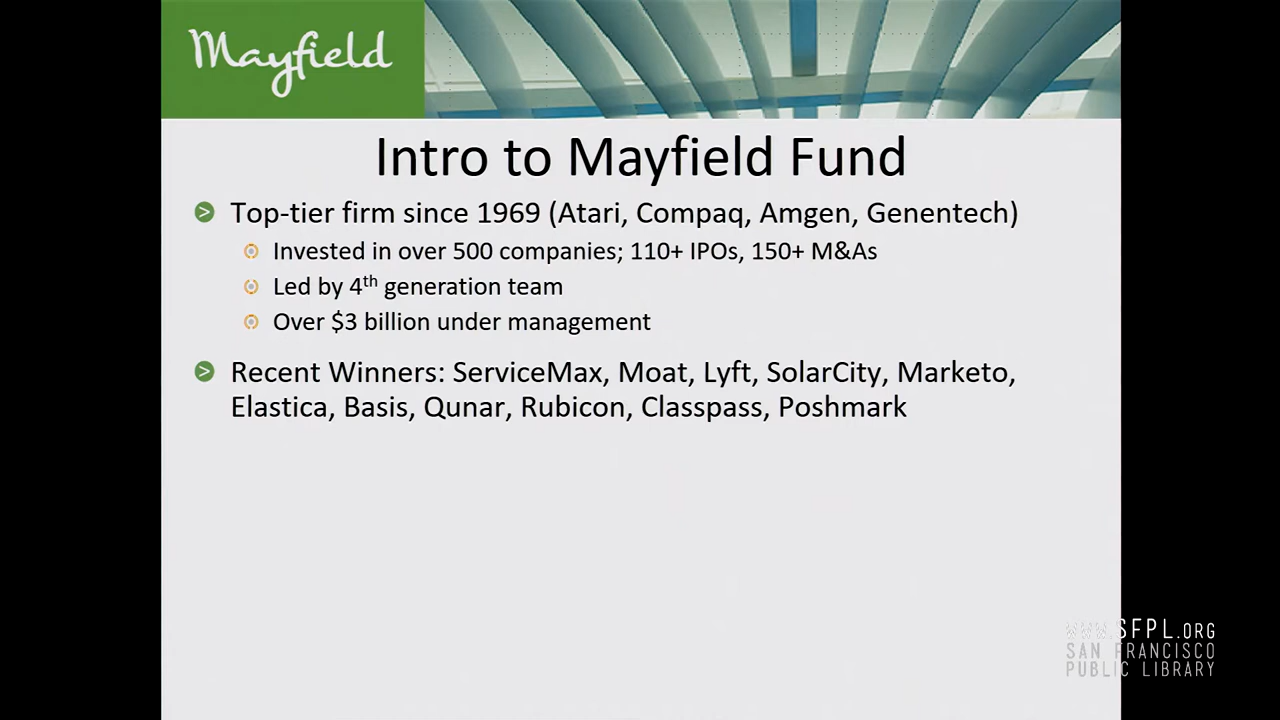 Mayfield
Intro to Mayfield Fund
Top-tier firm since 1969 (Atari, Compaq, Amgen, Genentech)
Invested in over 500 companies; 110+ IPOs, 150+ M&As
Led by 4th generation team
Over $3 billion under management
Recent Winners: ServiceMax, Moat, Lyft, SolarCity, Marketo,
Elastica, Basis, Qunar, Rubicon, Classpass, Poshmark
WWW.SFPL.ORG
SAN FRANCISCO
PUBLIC LIBRARY